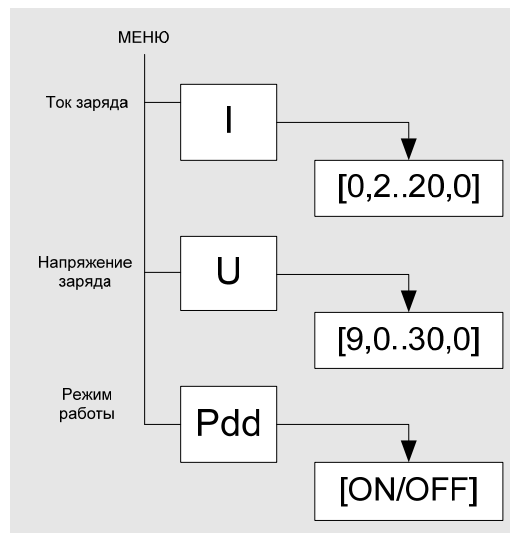 МЕНЮ
Ток заряда
I
[0,2..20,0]
Напряжение
заряда
U
[9,0..30,0]
Режим
работы
Pdd
[ON/OFF]